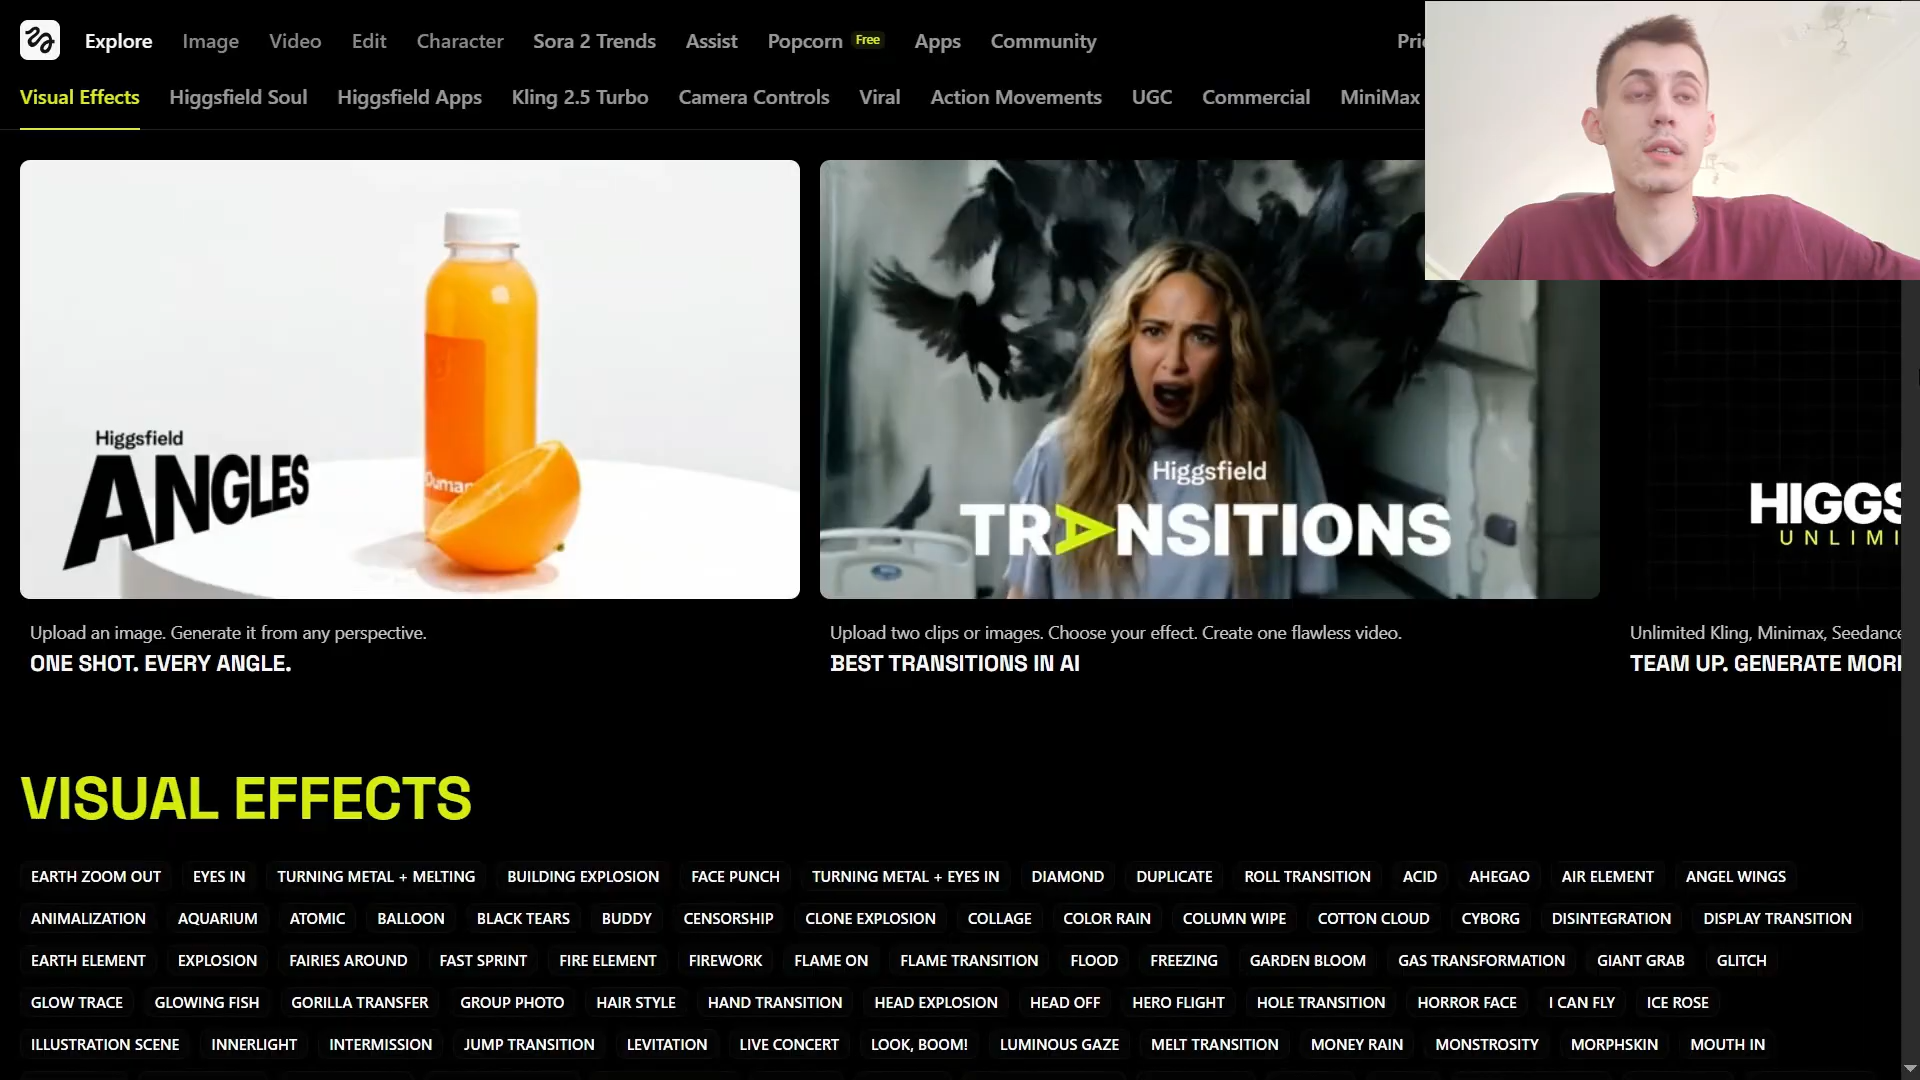 Explore Image Video Edit Character Sora 2 Trends Assist Popcorn Free Apps Community
Visual Effects Higgsfield Soul Higgsfield Apps Kling 2.5 Turbo Camera Controls Viral Action Movements UGC Commercial MiniMax
Higgsfield
ANGLES
Higgsfield
TRANSITIONS
Upload an image. Generate it from any perspective.
ONE SHOT. EVERY ANGLE.
Upload two clips or images. Choose your effect. Create one flawless video.
BEST TRANSITIONS IN AI
Unlimited Kling, Minimax, Seedance
TEAM UP. GENERATE MORE
VISUAL EFFECTS
EARTH ZOOM OUT EYES IN TURNING METAL + MELTING BUILDING EXPLOSION FACE PUNCH TURNING METAL + EYES IN DIAMOND DUPLICATE ROLL TRANSITION ACID AHEGAO AIR ELEMENT ANGEL WINGS
ANIMALIZATION AQUARIUM ATOMIC BALLOON BLACK TEARS BUDDY CENSORSHIP CLONE EXPLOSION COLLAGE COLOR RAIN COLUMN WIPE COTTON CLOUD CYBORG DISINTEGRATION DISPLAY TRANSITION
EARTH ELEMENT EXPLOSION FAIRIES AROUND FAST SPRINT FIRE ELEMENT FIREWORK FLAME ON FLAME TRANSITION FLOOD FREEZING GARDEN BLOOM GAS TRANSFORMATION GIANT GRAB GLITCH
GLOW TRACE GLOWING FISH GORILLA TRANSFER GROUP PHOTO HAIR STYLE HAND TRANSITION HEAD EXPLOSION HEAD OFF HERO FLIGHT HOLE TRANSITION HORROR FACE I CAN FLY ICE ROSE
ILLUSTRATION SCENE INNERLIGHT INTERMISSION JUMP TRANSITION LEVITATION LIVE CONCERT LOOK, BOOM! LUMINOUS GAZE MELT TRANSITION MONEY RAIN MONSTROSITY MORPHSKIN MOUTH IN